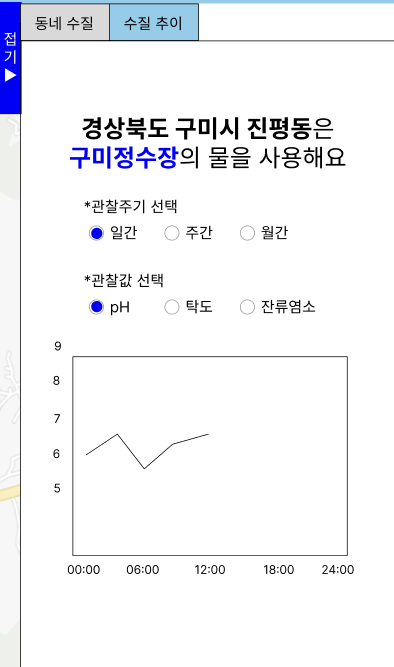 동네 수질
수질 추이
접
기
▶
경상북도 구미시 진평동은
구미정수장의 물을 사용해요
*관찰주기 선택
일간 주간 월간
*관찰값 선택
pH 탁도 잔류염소
9
8
7
6
5
00:00 06:00 12:00 18:00 24:00